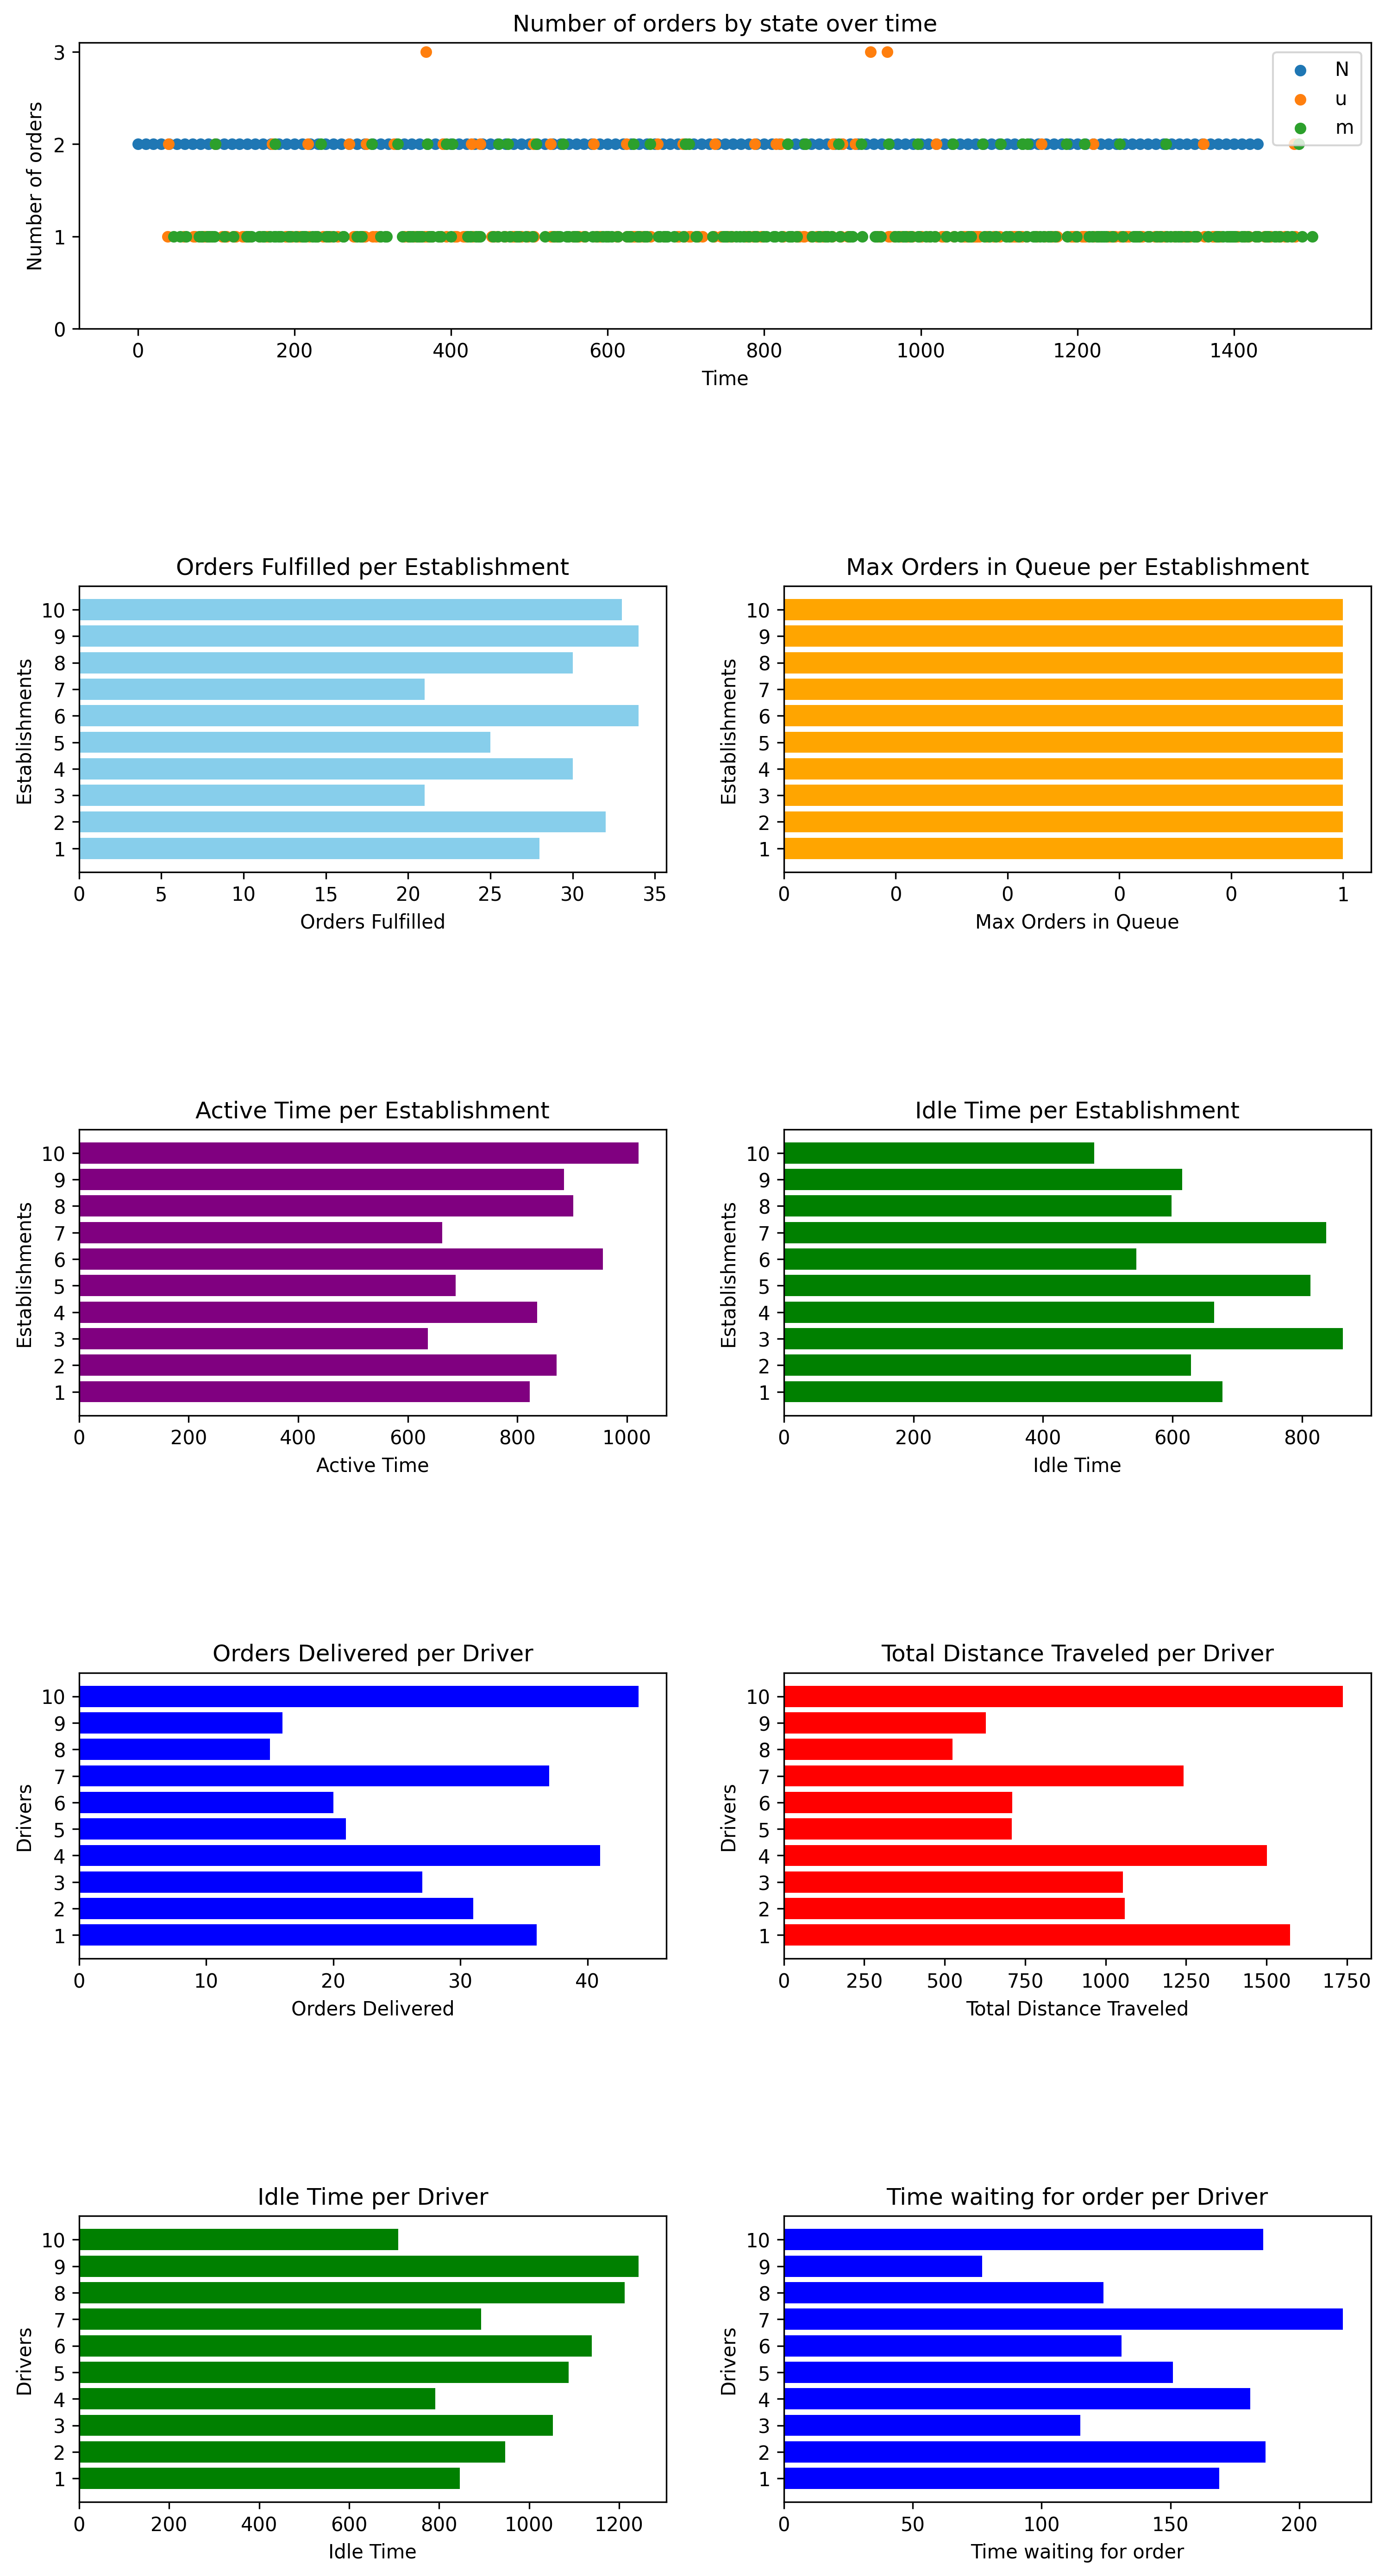 Number of orders by state over time
3
2
1
0
Number of orders
N
u
m
0 200 400 600 800 1000 1200 1400
Time
Orders Fulfilled per Establishment
10
9
8
7
6
5
4
3
2
1
Establishments
0 5 10 15 20 25 30 35
Orders Fulfilled
Max Orders in Queue per Establishment
10
9
8
7
6
5
4
3
2
1
Establishments
0 0 0 0 0 1
Max Orders in Queue
Active Time per Establishment
10
9
8
7
6
5
4
3
2
1
Establishments
0 200 400 600 800 1000
Active Time
Idle Time per Establishment
10
9
8
7
6
5
4
3
2
1
Establishments
0 200 400 600 800
Idle Time
Orders Delivered per Driver
10
9
8
7
6
5
4
3
2
1
Drivers
0 10 20 30 40
Orders Delivered
Total Distance Traveled per Driver
10
9
8
7
6
5
4
3
2
1
Drivers
0 250 500 750 1000 1250 1500 1750
Total Distance Traveled
Idle Time per Driver
10
9
8
7
6
5
4
3
2
1
Drivers
0 200 400 600 800 1000 1200
Idle Time
Time waiting for order per Driver
10
9
8
7
6
5
4
3
2
1
Drivers
0 50 100 150 200
Time waiting for order